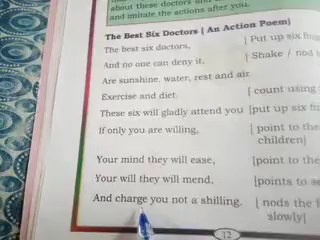 about these doctors and
and imitate the actions after you.
The Best Six Doctors ( An Action Poem)
The best six doctors, | Put up six fing
And no one can deny it, | Shake / nod
Are sunshine, water, rest and air
Exercise and diet. [ count using
These six will gladly attend you |put up six fi
If only you are willing, [ point to the
children]
Your mind they will ease, [point to the
Your will they will mend, [points to se
And charge you not a shilling. [ nods the
slowly]
12